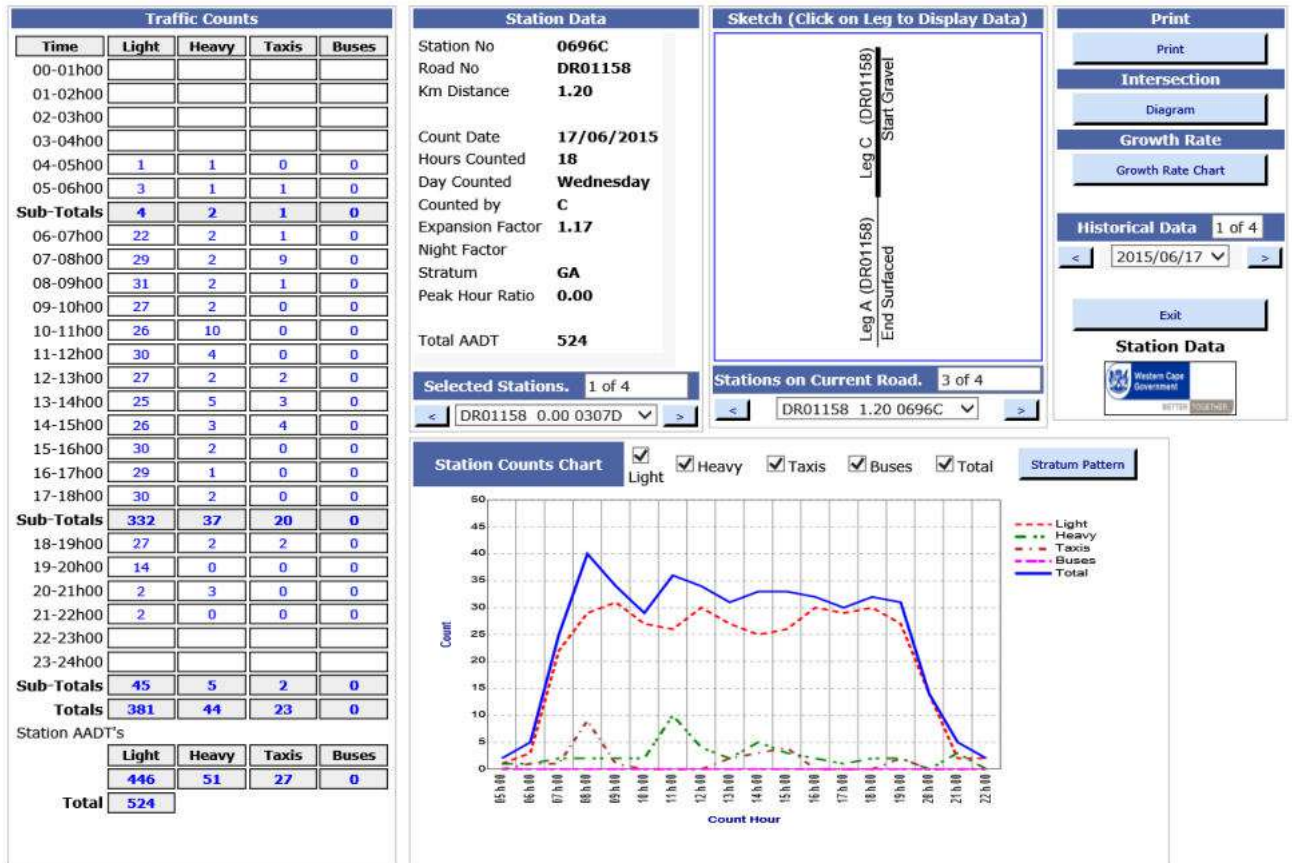 Traffic Counts
Time Light Heavy Taxis Buses
00-01h00
01-02h00
02-03h00
03-04h00
04-05h00 1 1 0 0
05-06h00 3 1 1 0
Sub-Totals 4 2 1 0
06-07h00 22 2 1 0
07-08h00 29 2 9 0
08-09h00 31 2 1 0
09-10h00 27 2 0 0
10-11h00 26 10 0 0
11-12h00 30 4 0 0
12-13h00 27 2 2 0
13-14h00 25 5 3 0
14-15h00 26 3 4 0
15-16h00 30 2 0 0
16-17h00 29 1 0 0
17-18h00 30 2 0 0
Sub-Totals 332 37 20 0
18-19h00 27 2 2 0
19-20h00 14 0 0 0
20-21h00 2 3 0 0
21-22h00 2 0 0 0
22-23h00
23-24h00
Sub-Totals 45 5 2 0
Totals 381 44 23 0
Station AADT's
Light Heavy Taxis Buses
446 51 27 0
Total 524
Station Data
Station No 0696C
Road No DR01158
Km Distance 1.20
Count Date 17/06/2015
Hours Counted 18
Day Counted Wednesday
Counted by C
Expansion Factor 1.17
Night Factor
Stratum GA
Peak Hour Ratio 0.00
Total AADT 524
Selected Stations. 1 of 4
< DR01158 0.00 0307D >
Sketch (Click on Leg to Display Data)
Leg C (DR01158)
Start Gravel
Leg A (DR01158)
End Surfaced
Stations on Current Road. 3 of 4
< DR01158 1.20 0696C >
Print
Print
Intersection
Diagram
Growth Rate
Growth Rate Chart
Historical Data 1 of 4
< 2015/06/17 >
Exit
Station Data
Western Cape
Government
BETTER TOGETHER.
Station Counts Chart Light Heavy Taxis Buses Total Stratum Pattern
50
45
40
35
30
25
20
15
10
5
0
Count
05h00 06h00 07h00 08h00 09h00 10h00 11h00 12h00 13h00 14h00 15h00 16h00 17h00 18h00 19h00 20h00 21h00 22h00
Count Hour
Light
Heavy
Taxis
Buses
Total